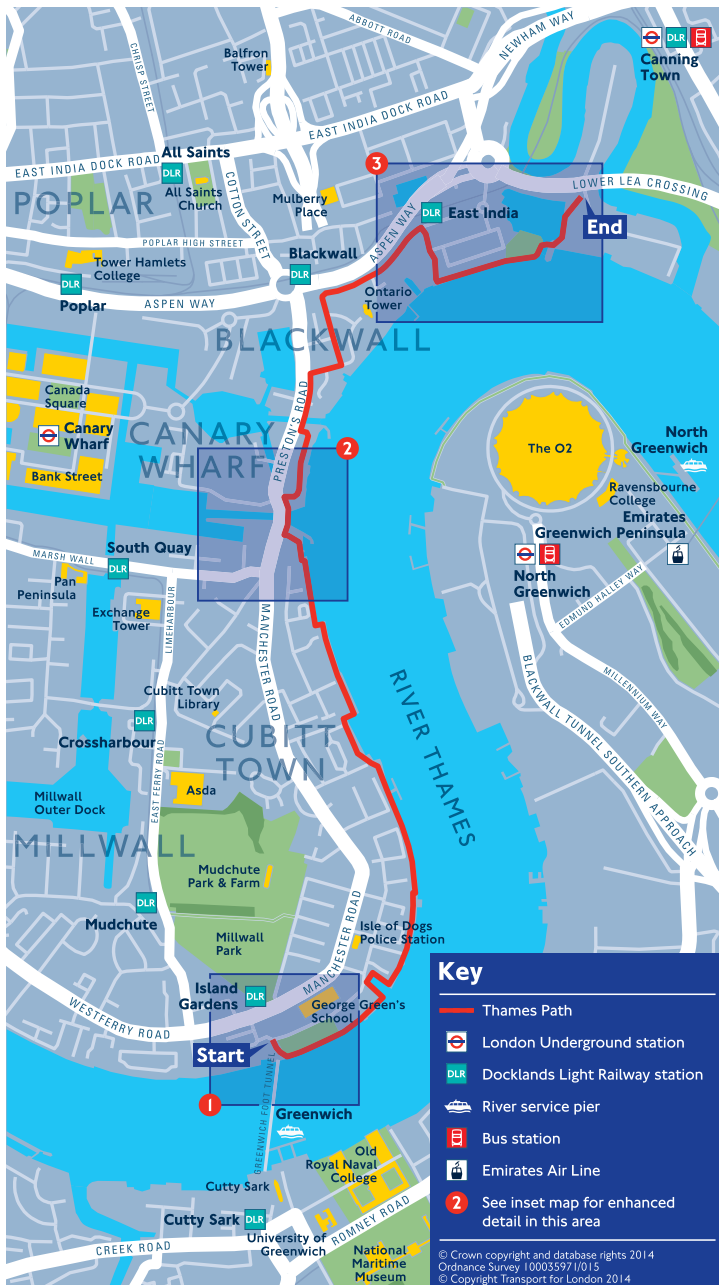 ABBOTT ROAD
NEWHAM WAY
Balfron
Tower
CHRISP STREET
DLR
Canning
Town
EAST INDIA DOCK ROAD
All Saints
DLR
EAST INDIA DOCK ROAD
3
POPLAR
All Saints
Church
COTTON STREET
Mulberry
Place
LOWER LEA CROSSING
DLR
East India
End
ASPEN WAY
POPLAR HIGH STREET
Tower Hamlets
College
Blackwall
DLR
DLR
Poplar
ASPEN WAY
Ontario
Tower
BLACKWALL
Canada
Square
Canary
Wharf
CANARY
WHARF
PRESTON'S ROAD
2
Bank Street
The O2
North
Greenwich
Ravensbourne
College
Emirates
Greenwich Peninsula
North
Greenwich
MARSH WALL
South Quay
DLR
Pan
Peninsula
Exchange
Tower
LIMEHARBOUR
MANCHESTER ROAD
EDMUND HALLEY WAY
MILLENNIUM WAY
BLACKWALL TUNNEL SOUTHERN APPROACH
RIVER THAMES
Cubitt Town
Library
DLR
Crossharbour
CUBITT
TOWN
EAST FERRY ROAD
Asda
Millwall
Outer Dock
MILLWALL
Mudchute
Park & Farm
DLR
Mudchute
Millwall
Park
MANCHESTER ROAD
Isle of Dogs
Police Station
Island
Gardens
DLR
George Green's
School
WESTFERRY ROAD
Start
1
GREENWICH FOOT TUNNEL
Greenwich
Old
Royal Naval
College
Cutty Sark
Cutty Sark
DLR
University of
Greenwich
ROMNEY ROAD
CREEK ROAD
National
Maritime
Museum
Key
Thames Path
London Underground station
DLR
Docklands Light Railway station
River service pier
Bus station
Emirates Air Line
2
See inset map for enhanced
detail in this area
© Crown copyright and database rights 2014
Ordnance Survey 100035971/015
© Copyright Transport for London 2014